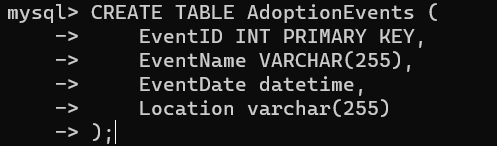 mysql> CREATE TABLE AdoptionEvents (
    ->     EventID INT PRIMARY KEY,
    ->     EventName VARCHAR(255),
    ->     EventDate datetime,
    ->     Location varchar(255)
    -> );